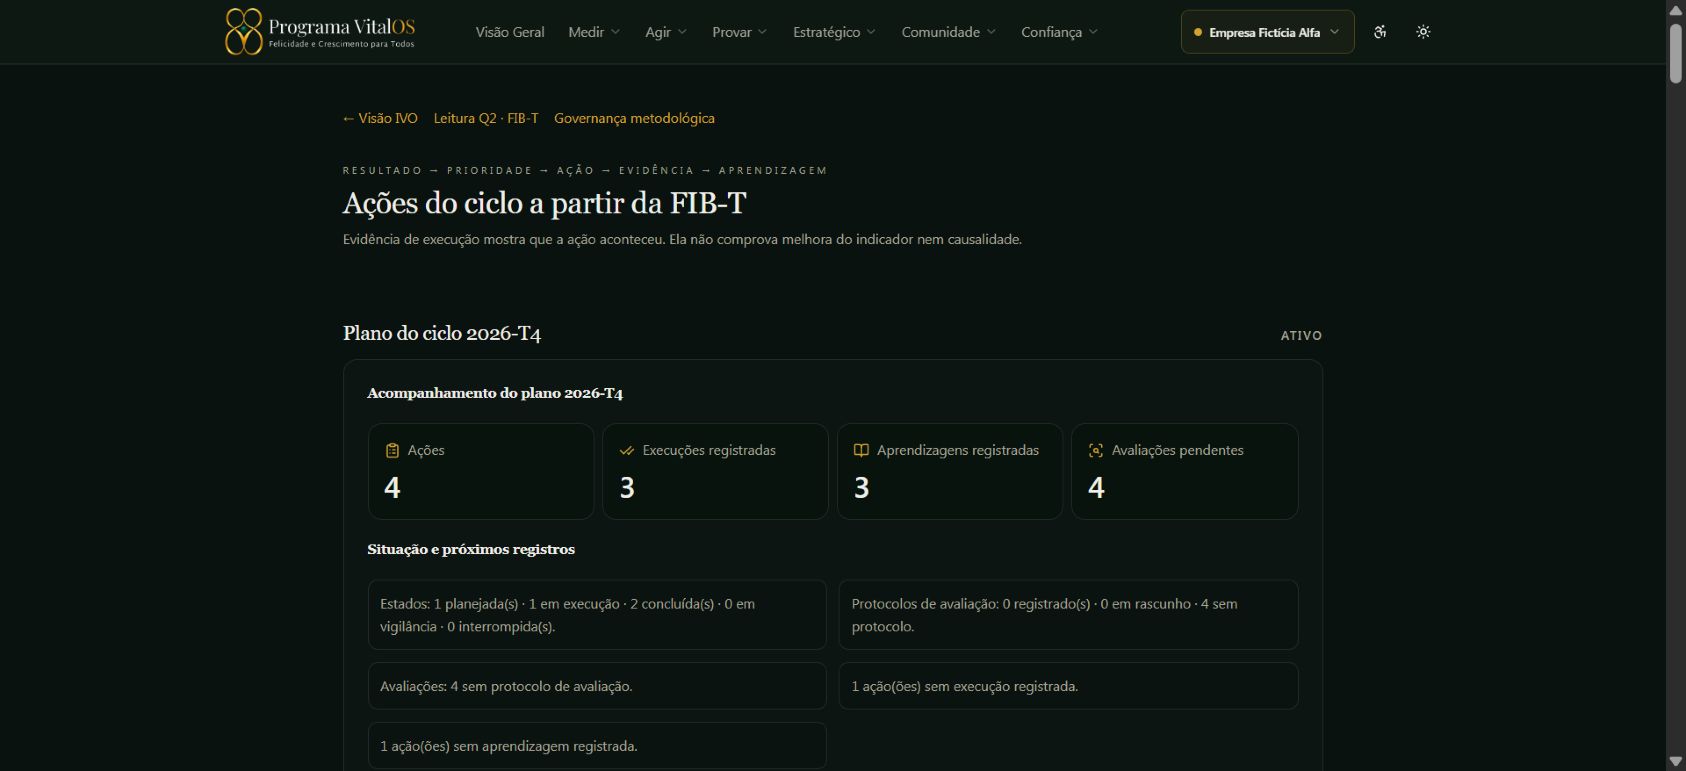 Programa VitalOS
Felicidade e Crescimento para Todos
Visão Geral
Medir
Agir
Provar
Estratégico
Comunidade
Confiança
Empresa Fictícia Alfa
← Visão IVO
Leitura Q2 · FIB-T
Governança metodológica
RESULTADO → PRIORIDADE → AÇÃO → EVIDÊNCIA → APRENDIZAGEM
Ações do ciclo a partir da FIB-T
Evidência de execução mostra que a ação aconteceu. Ela não comprova melhora do indicador nem causalidade.
Plano do ciclo 2026-T4
ATIVO
Acompanhamento do plano 2026-T4
Ações
4
Execuções registradas
3
Aprendizagens registradas
3
Avaliações pendentes
4
Situação e próximos registros
Estados: 1 planejada(s) · 1 em execução · 2 concluída(s) · 0 em
vigilância · 0 interrompida(s).
Protocolos de avaliação: 0 registrado(s) · 0 em rascunho · 4 sem
protocolo.
Avaliações: 4 sem protocolo de avaliação.
1 ação(ões) sem execução registrada.
1 ação(ões) sem aprendizagem registrada.